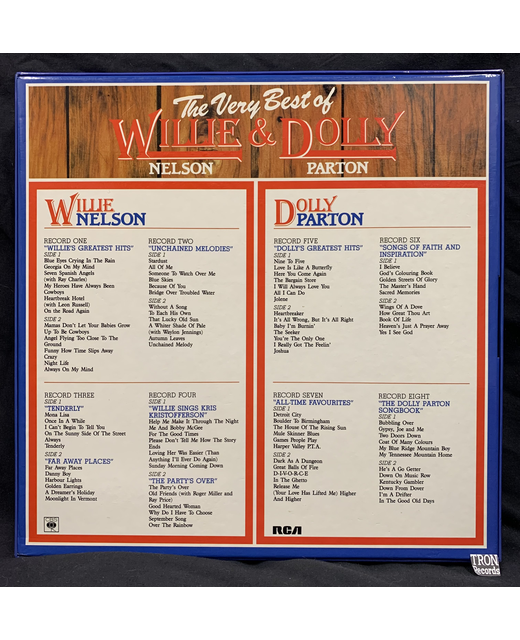 The Very Best of
WILLIE & DOLLY
NELSON PARTON
WILLIE
NELSON
RECORD ONE
"WILLIE'S GREATEST HITS"
SIDE 1
Blue Eyes Crying In The Rain
Georgia On My Mind
Seven Spanish Angels
(with Ray Charles)
My Heroes Have Always Been
Cowboys
Heartbreak Hotel
(with Leon Russell)
On the Road Again
SIDE 2
Mamas Don't Let Your Babies Grow
Up To Be Cowboys
Angel Flying Too Close To The
Ground
Funny How Time Slips Away
Crazy
Night Life
Always On My Mind
RECORD TWO
"UNCHAINED MELODIES"
SIDE 1
Stardust
All Of Me
Someone To Watch Over Me
Blue Skies
Because Of You
Bridge Over Troubled Water
SIDE 2
Without A Song
To Each His Own
That Lucky Old Sun
A Whiter Shade Of Pale
(with Waylon Jennings)
Autumn Leaves
Unchained Melody
RECORD THREE
SIDE 1
"TENDERLY"
Mona Lisa
Once In A While
I Can't Begin To Tell You
On The Sunny Side Of The Street
Always
Tenderly
SIDE 2
"FAR AWAY PLACES"
Far Away Places
Danny Boy
Harbour Lights
Golden Earrings
A Dreamer's Holiday
Moonlight In Vermont
RECORD FOUR
SIDE 1
"WILLIE SINGS KRIS
KRISTOFFERSON"
Help Me Make It Through The Night
Me And Bobby McGee
For The Good Times
Please Don't Tell Me How The Story
Ends
Loving Her Was Easier (Than
Anything I'll Ever Do Again)
Sunday Morning Coming Down
SIDE 2
"THE PARTY'S OVER"
The Party's Over
Old Friends (with Roger Miller and
Ray Price)
Good Hearted Woman
Why Do I Have To Choose
September Song
Over The Rainbow
DOLLY
PARTON
RECORD FIVE
"DOLLY'S GREATEST HITS"
SIDE 1
Nine To Five
Love Is Like A Butterfly
Here You Come Again
The Bargain Store
I Will Always Love You
All I Can Do
Jolene
SIDE 2
Heartbreaker
It's All Wrong, But It's All Right
Baby I'm Burnin'
The Seeker
You're The Only One
I Really Got The Feelin'
Joshua
RECORD SIX
"SONGS OF FAITH AND
INSPIRATION"
SIDE 1
I Believe
God's Colouring Book
Golden Streets Of Glory
The Master's Hand
Sacred Memories
SIDE 2
Wings Of A Dove
How Great Thou Art
Book Of Life
Heaven's Just A Prayer Away
Yes I See God
RECORD SEVEN
"ALL-TIME FAVOURITES"
SIDE 1
Detroit City
Boulder To Birmingham
The House Of The Rising Sun
Mule Skinner Blues
Games People Play
Harper Valley P.T.A.
SIDE 2
Dark As A Dungeon
Great Balls Of Fire
D-I-V-O-R-C-E
In The Ghetto
Release Me
(Your Love Has Lifted Me) Higher
And Higher
RECORD EIGHT
"THE DOLLY PARTON
SONGBOOK"
SIDE 1
Bubbling Over
Gypsy, Joe and Me
Two Doors Down
Coat Of Many Colours
My Blue Ridge Mountain Boy
My Tennessee Mountain Home
SIDE 2
He's A Go Getter
Down On Music Row
Kentucky Gambler
Down From Dover
I'm A Drifter
In The Good Old Days
RCA
TRON
Records